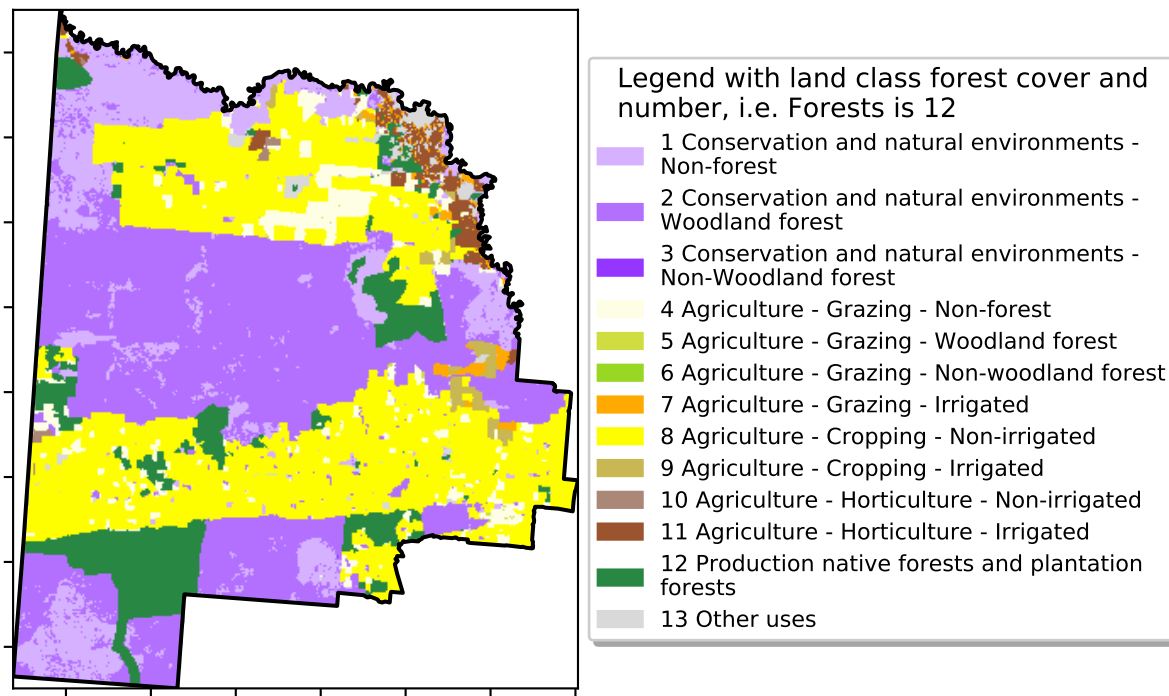 Legend with land class forest cover and
number, i.e. Forests is 12
1 Conservation and natural environments -
Non-forest
2 Conservation and natural environments -
Woodland forest
3 Conservation and natural environments -
Non-Woodland forest
4 Agriculture - Grazing - Non-forest
5 Agriculture - Grazing - Woodland forest
6 Agriculture - Grazing - Non-woodland forest
7 Agriculture - Grazing - Irrigated
8 Agriculture - Cropping - Non-irrigated
9 Agriculture - Cropping - Irrigated
10 Agriculture - Horticulture - Non-irrigated
11 Agriculture - Horticulture - Irrigated
12 Production native forests and plantation
forests
13 Other uses